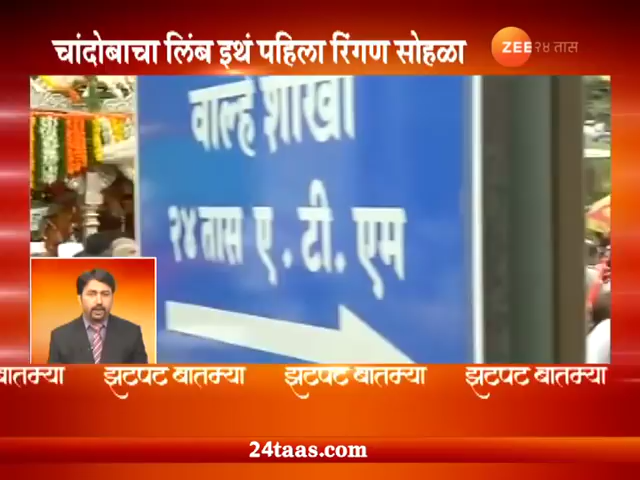 चांदोबाचा लिंब इथं पहिला रिंगण सोहळा
ZEE २४ तास
वाल्हे शाखा
२४ तास ए . टी. एम
बातम्या झटपट बातम्या झटपट बातम्या झटपट बातम्या
24taas.com